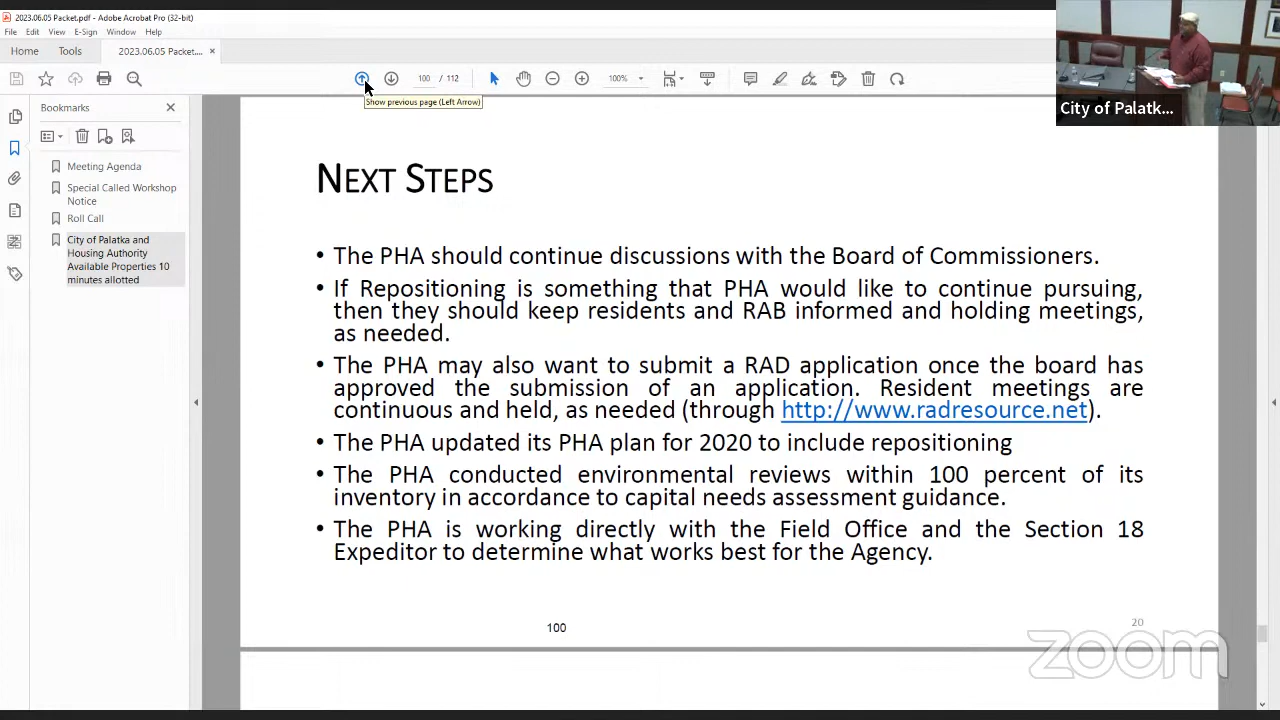 2023.06.05 Packet.pdf - Adobe Acrobat Pro (32-bit)
File Edit View E-Sign Window Help
Home Tools 2023.06.05 Packet.... ×
100 / 112 100%
Show previous page (Left Arrow)
Bookmarks
Meeting Agenda
Special Called Workshop
Notice
Roll Call
City of Palatka and
Housing Authority
Available Properties 10
minutes allotted
City of Palatk...
NEXT STEPS
• The PHA should continue discussions with the Board of Commissioners.
• If Repositioning is something that PHA would like to continue pursuing,
then they should keep residents and RAB informed and holding meetings,
as needed.
• The PHA may also want to submit a RAD application once the board has
approved the submission of an application. Resident meetings are
continuous and held, as needed (through http://www.radresource.net).
• The PHA updated its PHA plan for 2020 to include repositioning
• The PHA conducted environmental reviews within 100 percent of its
inventory in accordance to capital needs assessment guidance.
• The PHA is working directly with the Field Office and the Section 18
Expeditor to determine what works best for the Agency.
100
20
zoom